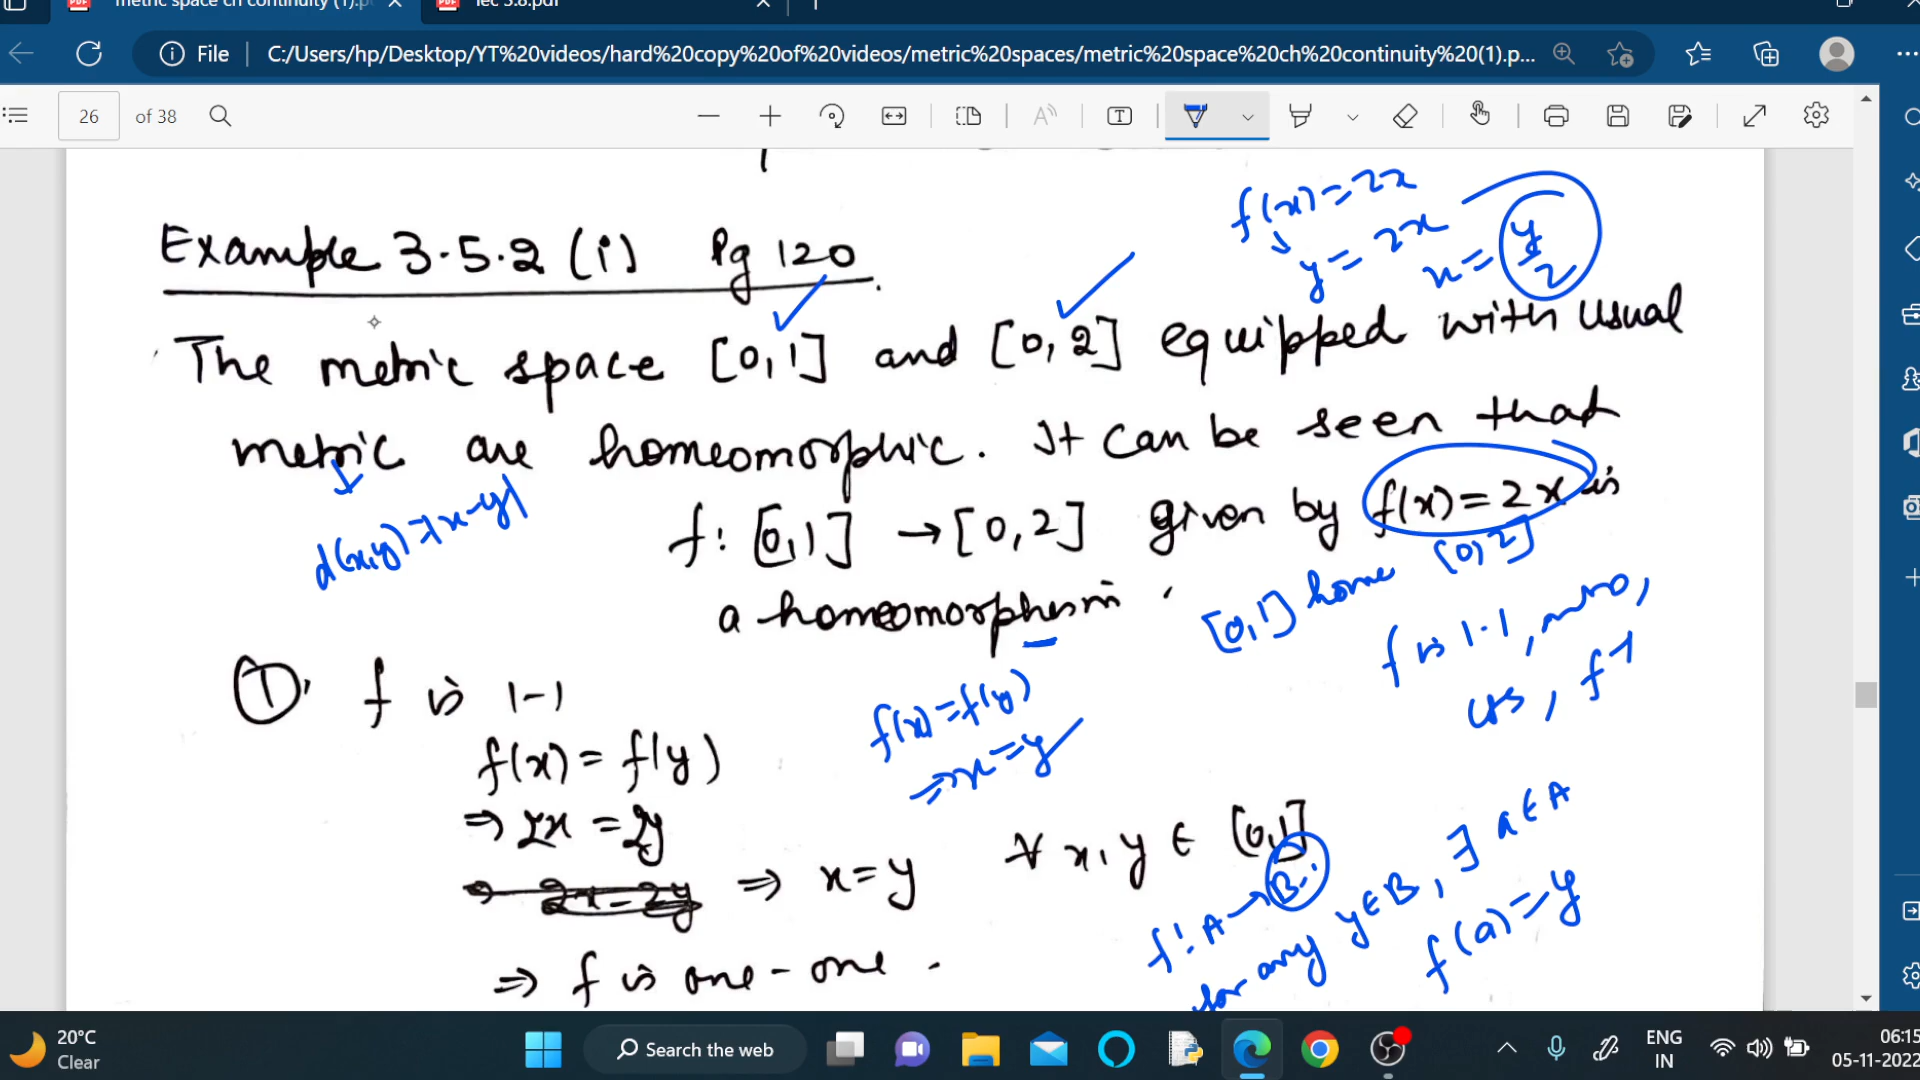 metric space ch continuity (1).p
lec 3.8.pdf
File
C:/Users/hp/Desktop/YT%20videos/hard%20copy%20of%20videos/metric%20spaces/metric%20space%20ch%20continuity%20(1).p...
26 of 38
Example 3.5.2 (i) Pg 120
f(x)=2x
y = 2x
x = y/2
The metric space [0,1] and [0,2] equipped with usual
metric are homeomorphic. It can be seen that
d(x,y)=|x-y|
f: [0,1] → [0,2] given by f(x) = 2x is
a homeomorphesm.
[0,1] home [0,2]
f is 1-1, onto,
cts, f⁻¹
① f is 1-1
f(x) = f(y)
⇒ 2x = 2y
⇒ 2x = 2y ⇒ x = y ∀ x, y ∈ [0,1]
⇒ f is one-one.
f(x)=f(y)
⇒ x=y
f: A → B
for any y∈B, ∃ a∈A
f(a)=y
20°C
Clear
Search the web
ENG
IN
06:15
05-11-2022